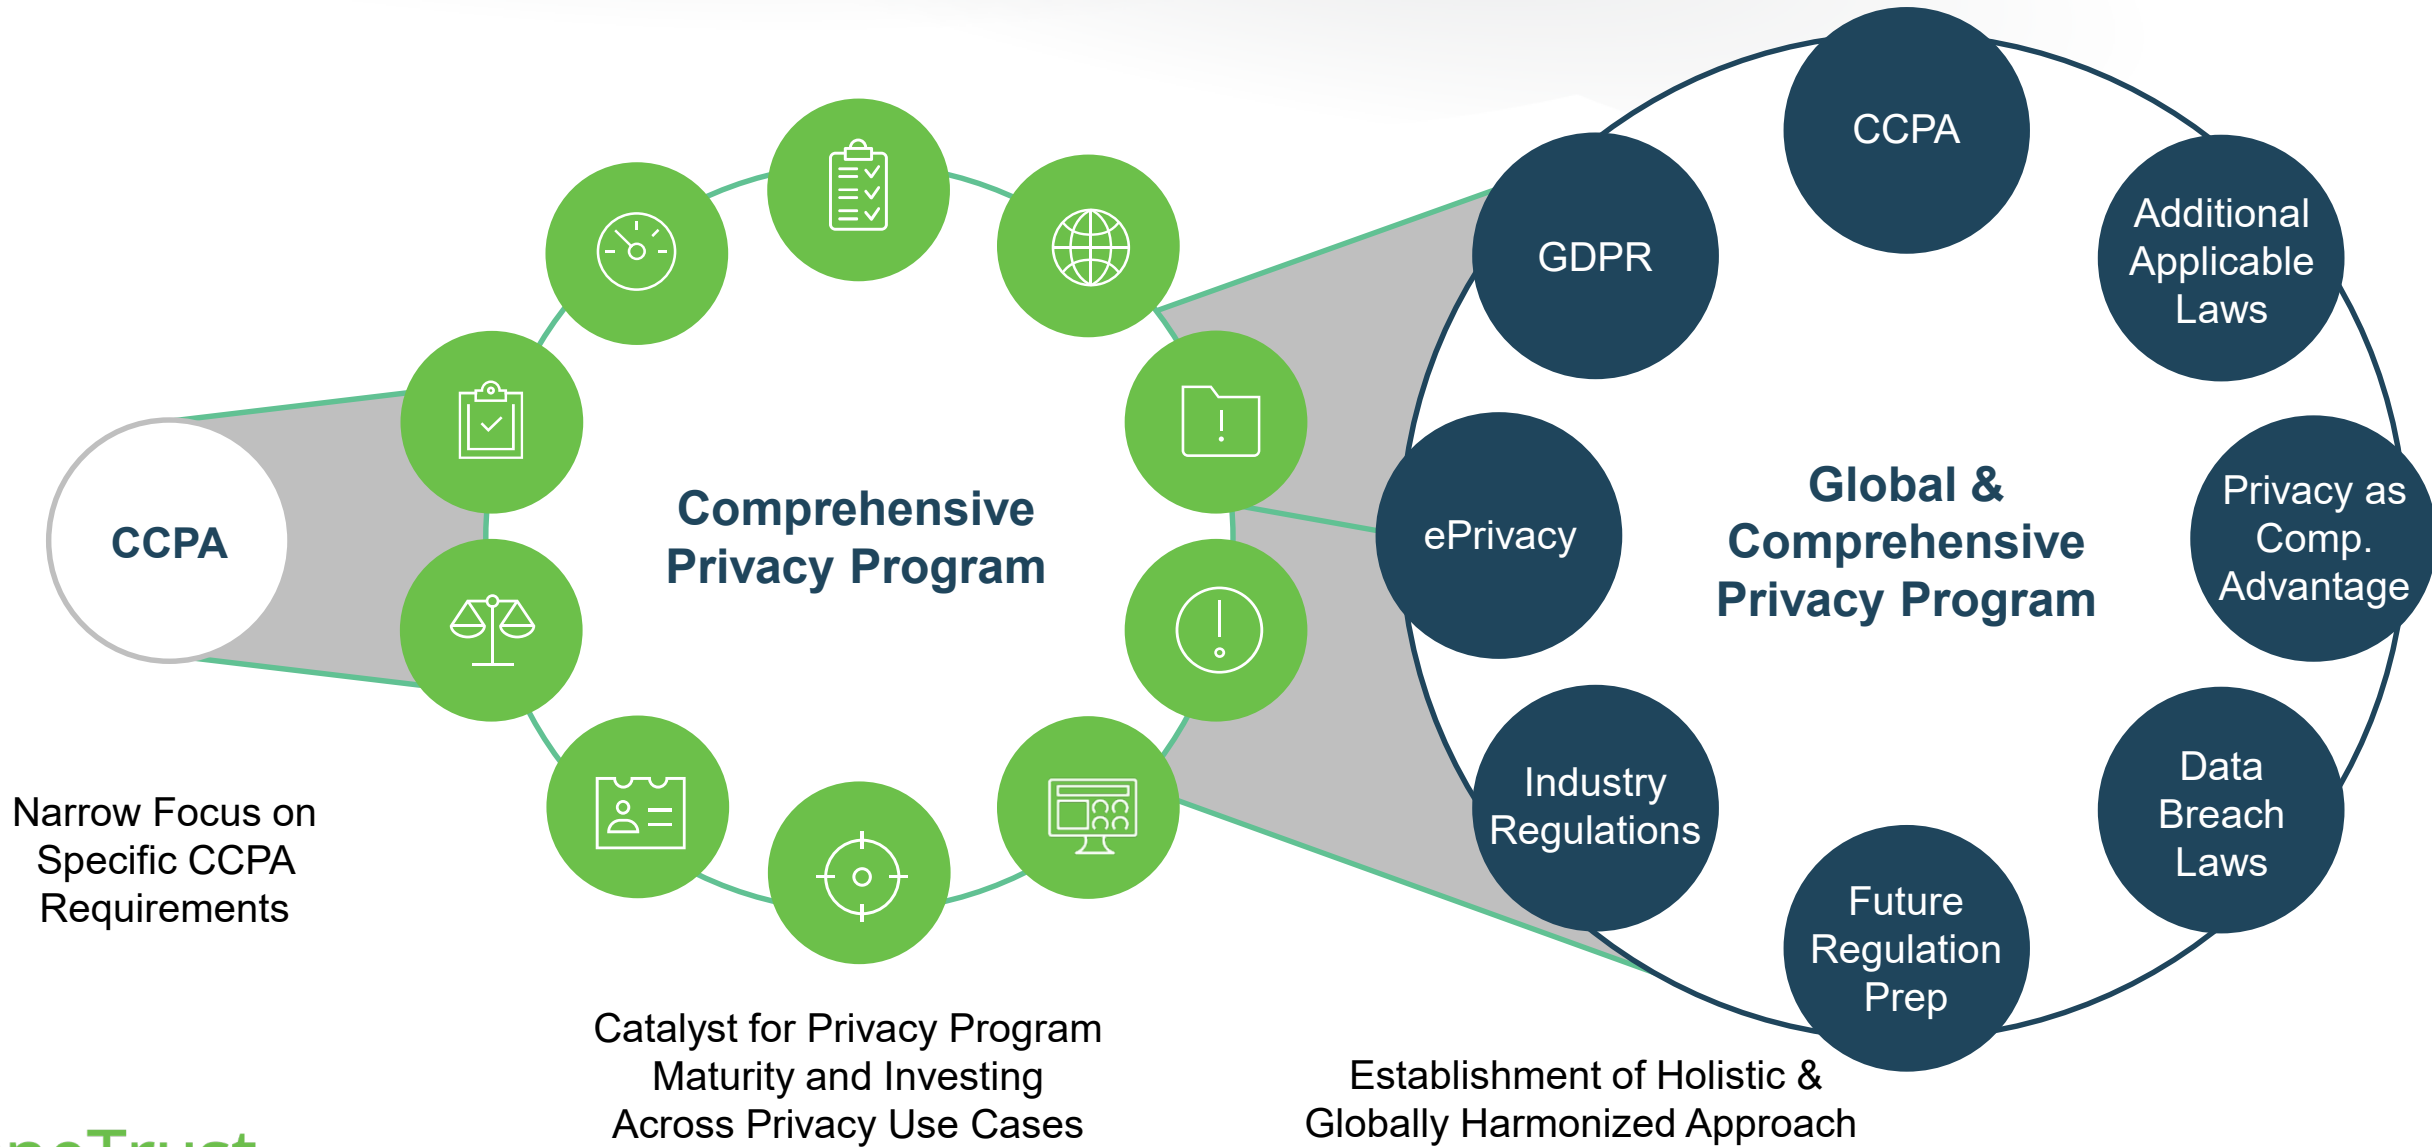 CCPA
Narrow Focus on
Specific CCPA
Requirements
Comprehensive
Privacy Program
Catalyst for Privacy Program
Maturity and Investing
Across Privacy Use Cases
CCPA
GDPR
Additional
Applicable
Laws
ePrivacy
Global &
Comprehensive
Privacy Program
Privacy as
Comp.
Advantage
Industry
Regulations
Data
Breach
Laws
Future
Regulation
Prep
Establishment of Holistic &
Globally Harmonized Approach